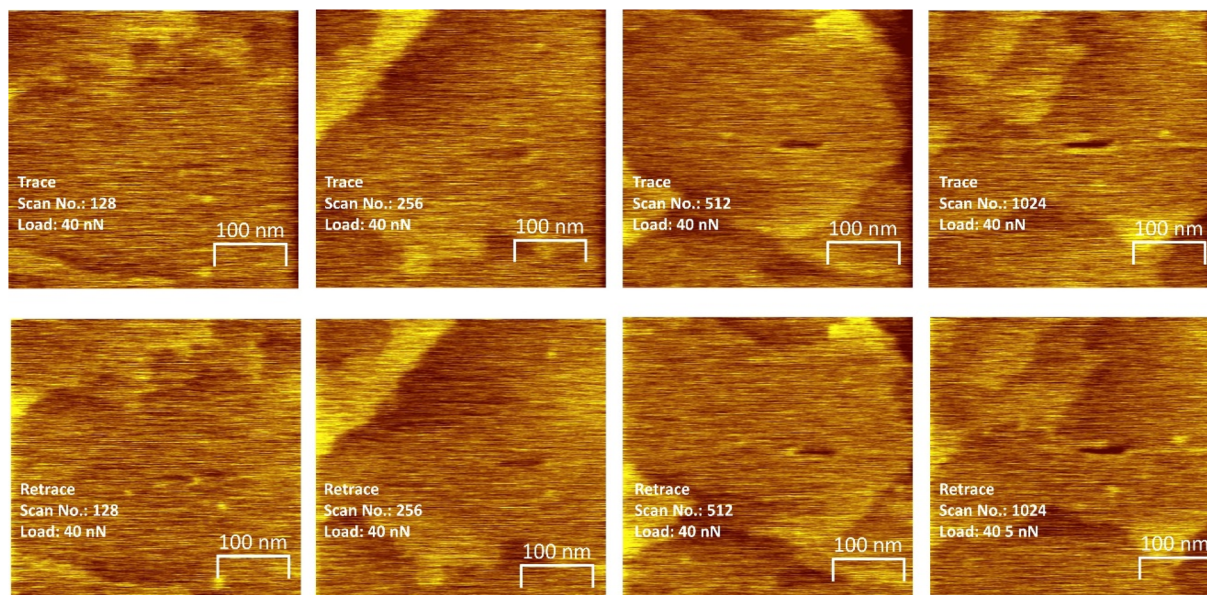 Trace
Scan No.: 128
Load: 40 nN
100 nm
Trace
Scan No.: 256
Load: 40 nN
100 nm
Trace
Scan No.: 512
Load: 40 nN
100 nm
Trace
Scan No.: 1024
Load: 40 nN
100 nm
Retrace
Scan No.: 128
Load: 40 nN
100 nm
Retrace
Scan No.: 256
Load: 40 nN
100 nm
Retrace
Scan No.: 512
Load: 40 nN
100 nm
Retrace
Scan No.: 1024
Load: 40 5 nN
100 nm